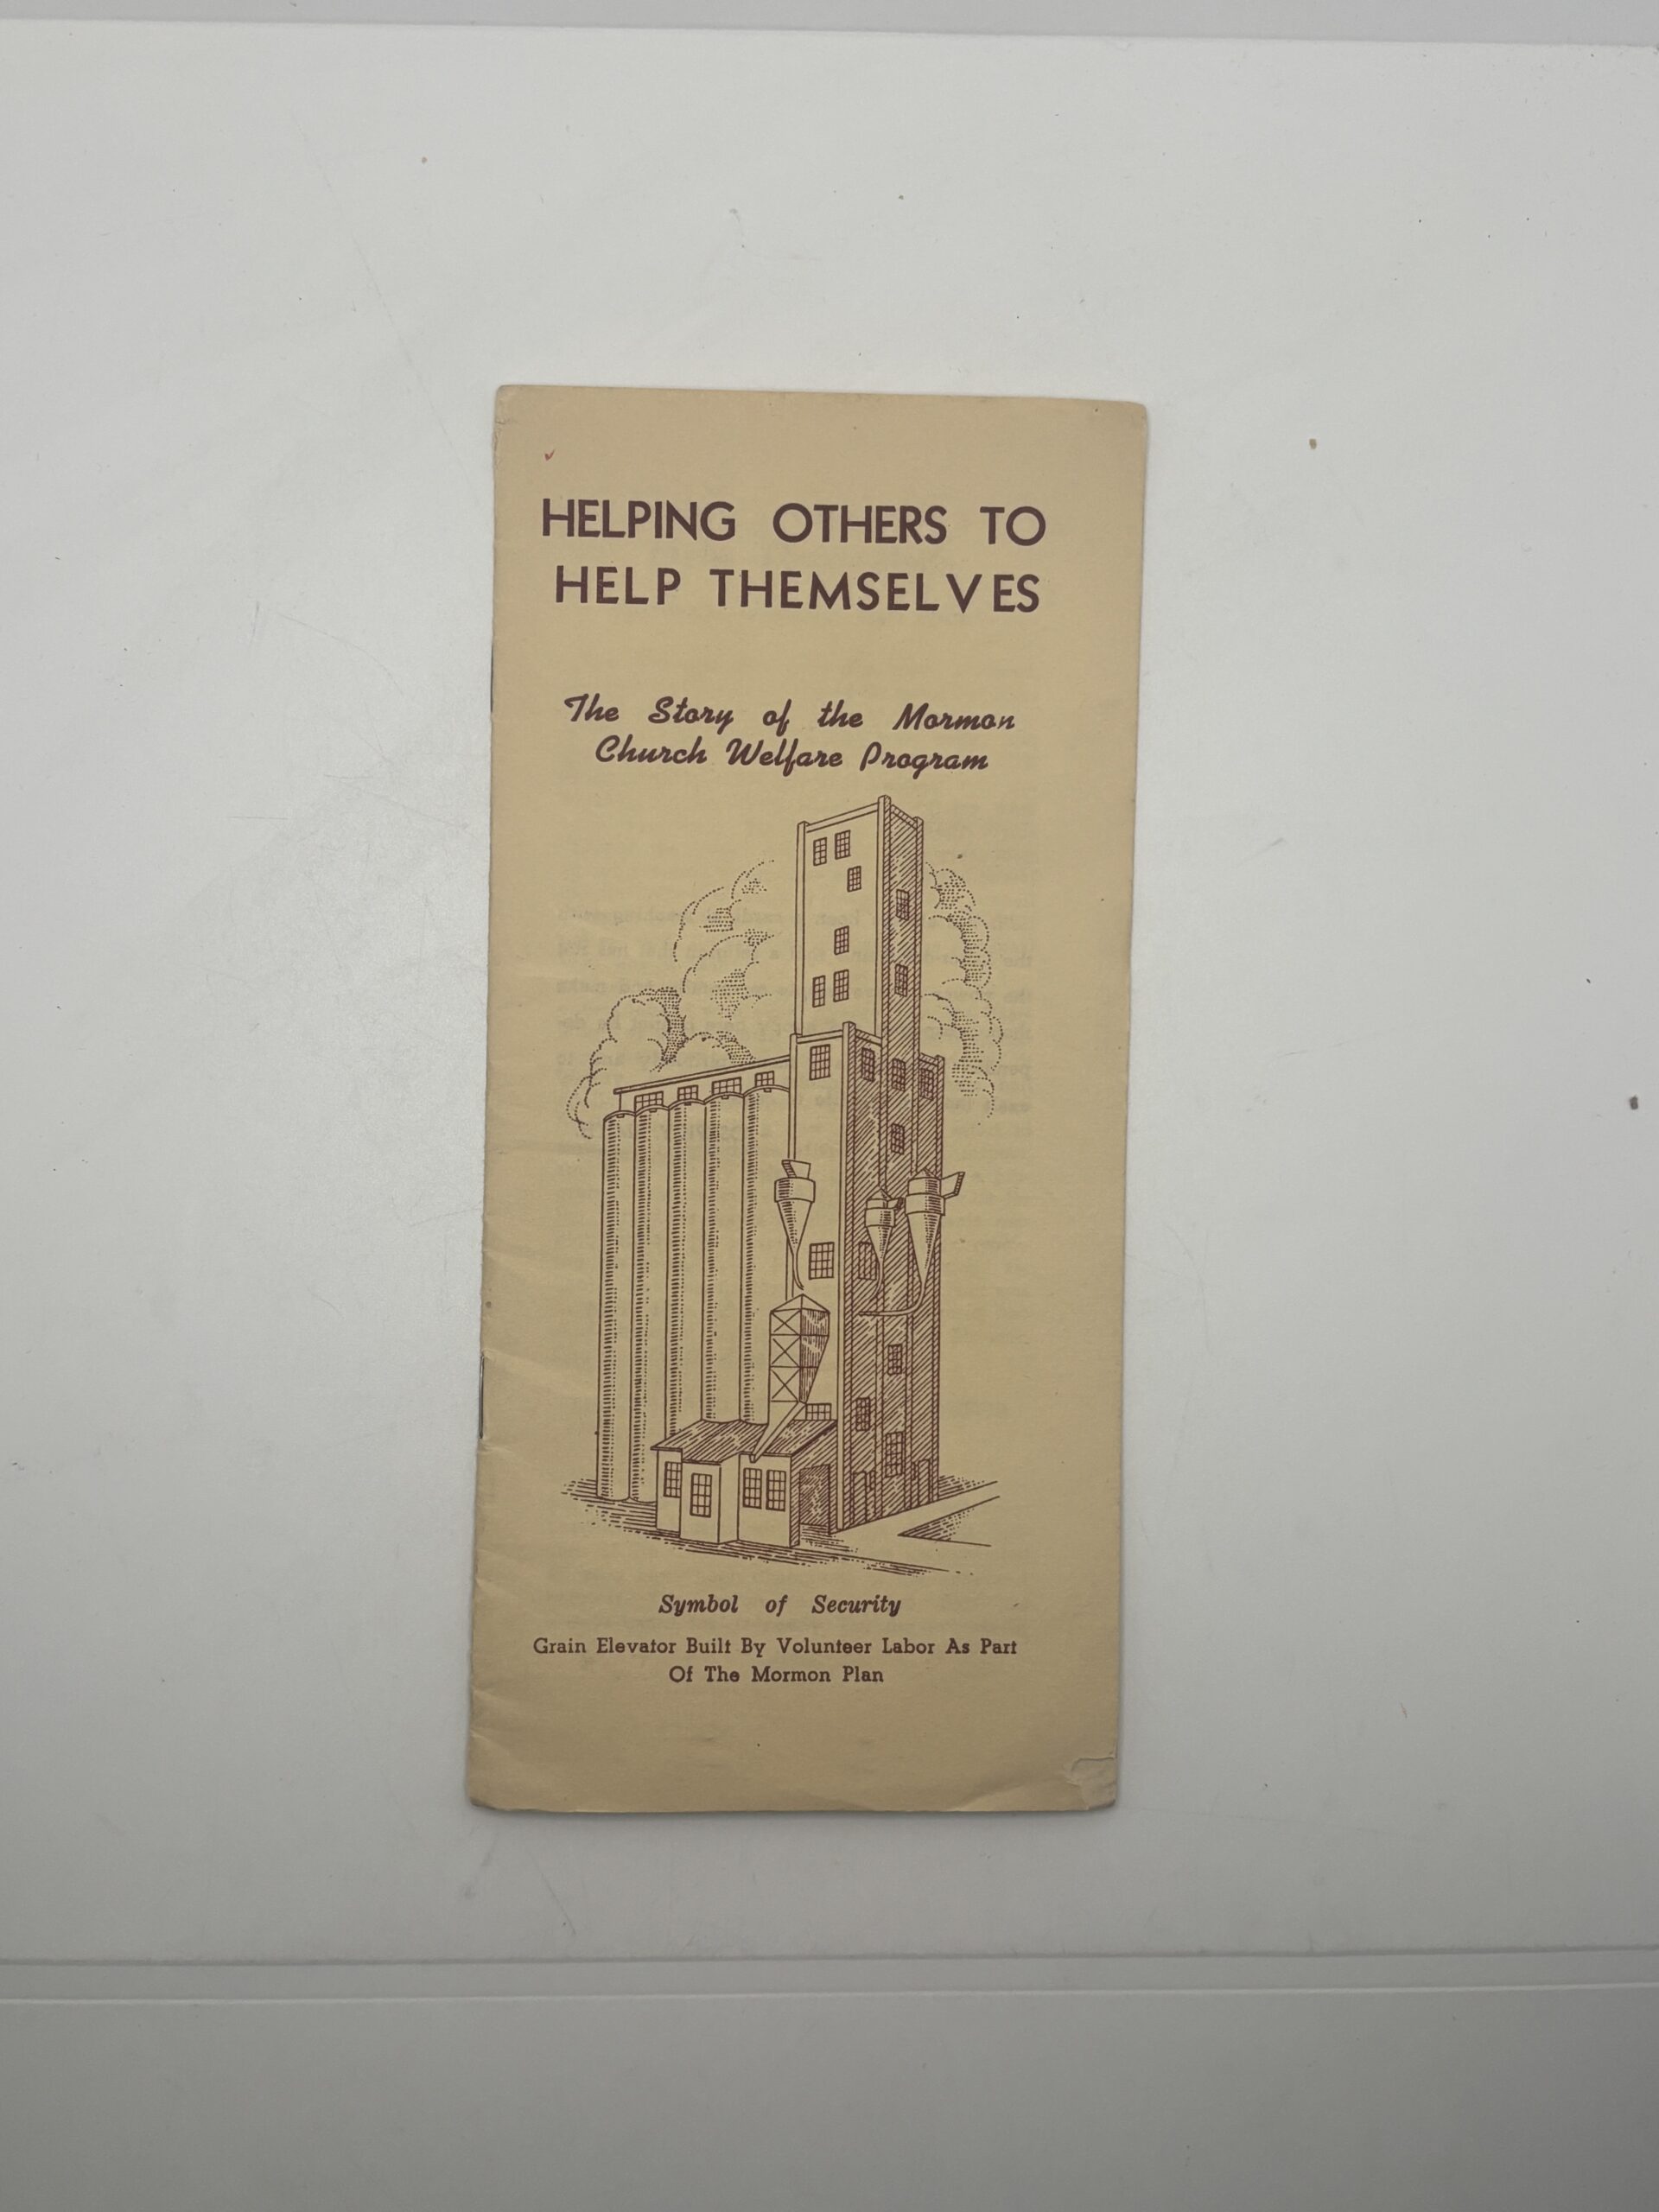 HELPING OTHERS TO
HELP THEMSELVES
The Story of the Mormon
Church Welfare Program
Symbol of Security
Grain Elevator Built By Volunteer Labor As Part
Of The Mormon Plan